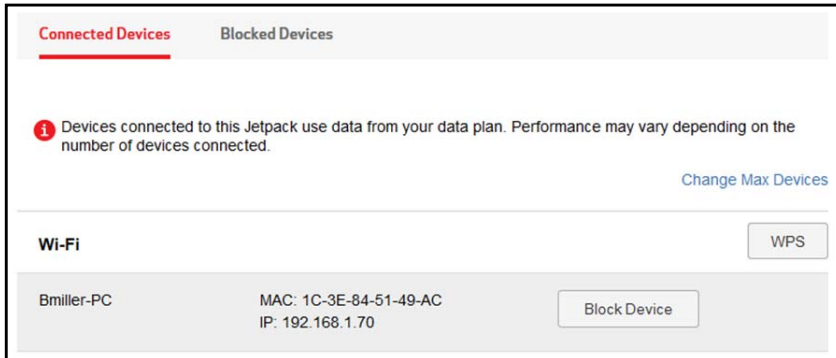 Connected Devices Blocked Devices
Devices connected to this Jetpack use data from your data plan. Performance may vary depending on the
number of devices connected.
Change Max Devices
Wi-Fi WPS
Bmiller-PC MAC: 1C-3E-84-51-49-AC Block Device
IP: 192.168.1.70